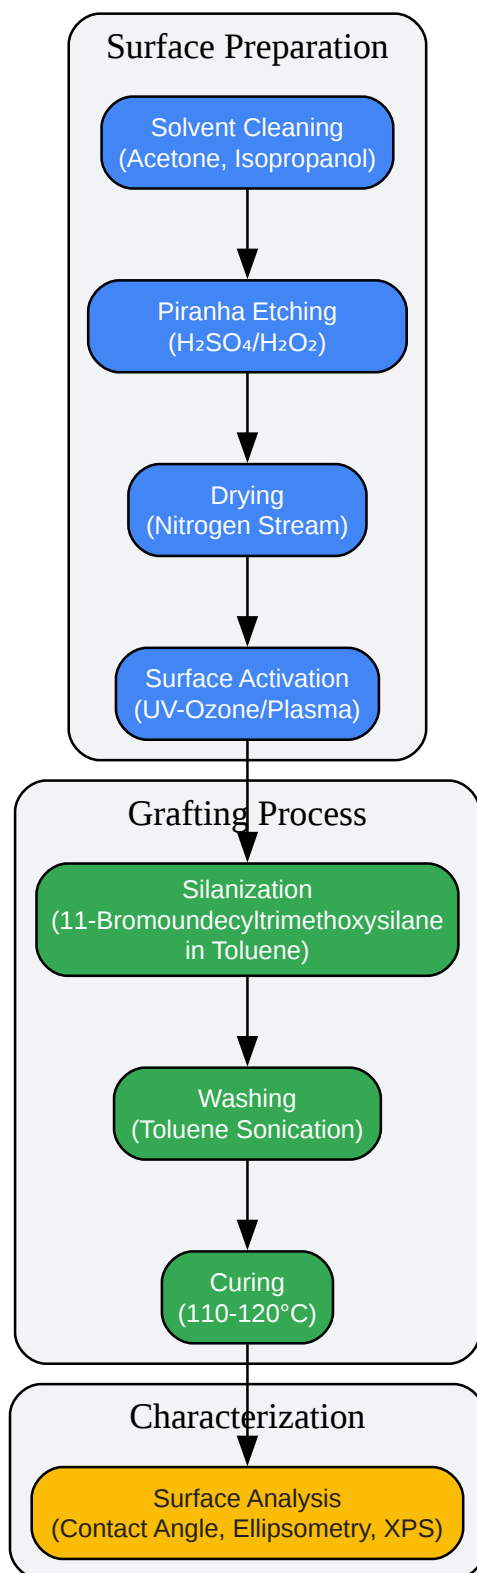 Surface Preparation
Solvent Cleaning
(Acetone, Isopropanol)
Piranha Etching
(H₂SO₄/H₂O₂)
Drying
(Nitrogen Stream)
Surface Activation
(UV-Ozone/Plasma)
Grafting Process
Silanization
(11-Bromoundecyltrimethoxysilane
in Toluene)
Washing
(Toluene Sonication)
Curing
(110-120°C)
Characterization
Surface Analysis
(Contact Angle, Ellipsometry, XPS)